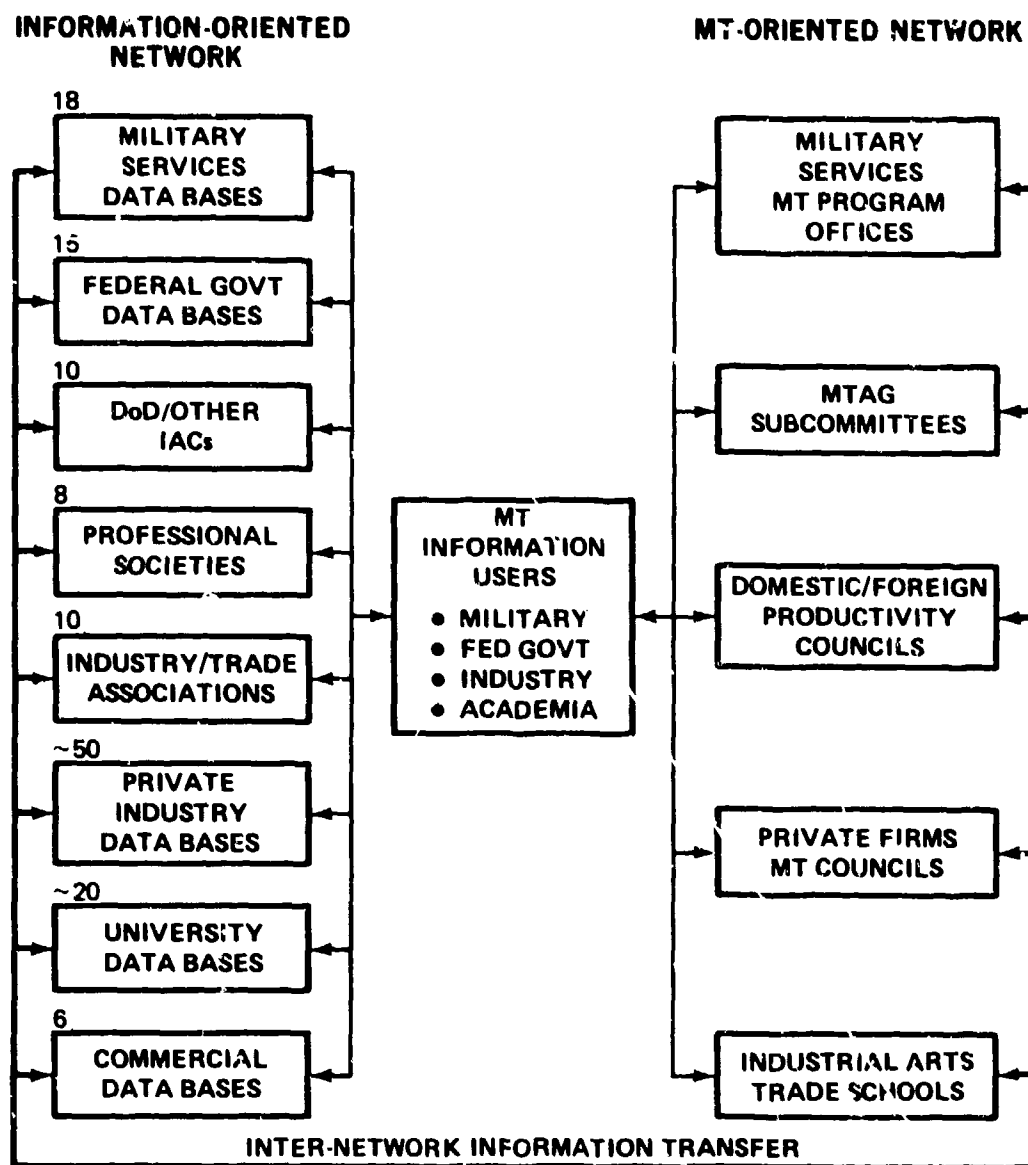 INFORMATION-ORIENTED
NETWORK
18
MILITARY
SERVICES
DATA BASES
15
FEDERAL GOVT
DATA BASES
10
DoD/OTHER
IACs
8
PROFESSIONAL
SOCIETIES
10
INDUSTRY/TRADE
ASSOCIATIONS
~50
PRIVATE
INDUSTRY
DATA BASES
~20
UNIVERSITY
DATA BASES
6
COMMERCIAL
DATA BASES
MT
INFORMATION
USERS
● MILITARY
● FED GOVT
● INDUSTRY
● ACADEMIA
MT-ORIENTED NETWORK
MILITARY
SERVICES
MT PROGRAM
OFFICES
MTAG
SUBCOMMITTEES
DOMESTIC/FOREIGN
PRODUCTIVITY
COUNCILS
PRIVATE FIRMS
MT COUNCILS
INDUSTRIAL ARTS
TRADE SCHOOLS
INTER-NETWORK INFORMATION TRANSFER